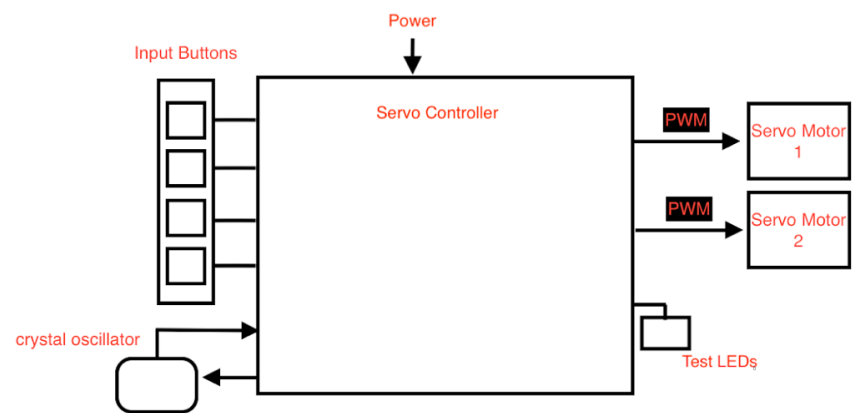 Power
Input Buttons
Servo Controller
PWM
Servo Motor
1
PWM
Servo Motor
2
crystal oscillator
Test LEDs